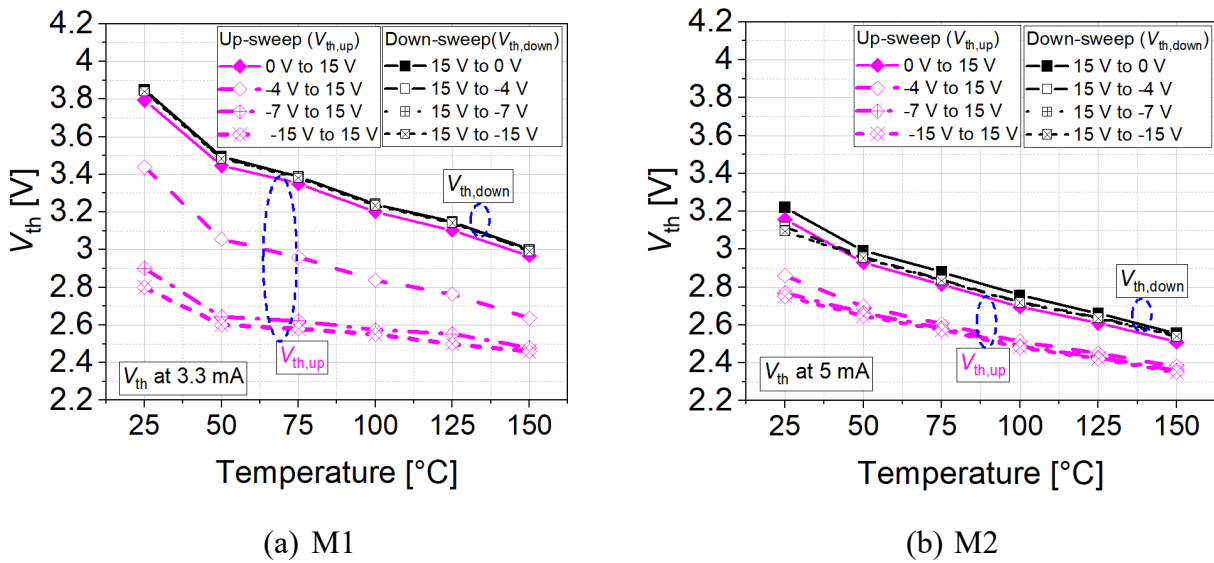 4.2
4
3.8
3.6
3.4
3.2
3
2.8
2.6
2.4
2.2
Vth [V]
Up-sweep (Vth,up)
0 V to 15 V
-4 V to 15 V
-7 V to 15 V
-15 V to 15 V
Down-sweep(Vth,down)
15 V to 0 V
15 V to -4 V
15 V to -7 V
15 V to -15 V
Vth,down
Vth,up
Vth at 3.3 mA
25 50 75 100 125 150
Temperature [°C]
(a) M1
4.2
4
3.8
3.6
3.4
3.2
3
2.8
2.6
2.4
2.2
Vth [V]
Up-sweep (Vth,up)
0 V to 15 V
-4 V to 15 V
-7 V to 15 V
-15 V to 15 V
Down-sweep (Vth,down)
15 V to 0 V
15 V to -4 V
15 V to -7 V
15 V to -15 V
Vth,down
Vth,up
Vth at 5 mA
25 50 75 100 125 150
Temperature [°C]
(b) M2